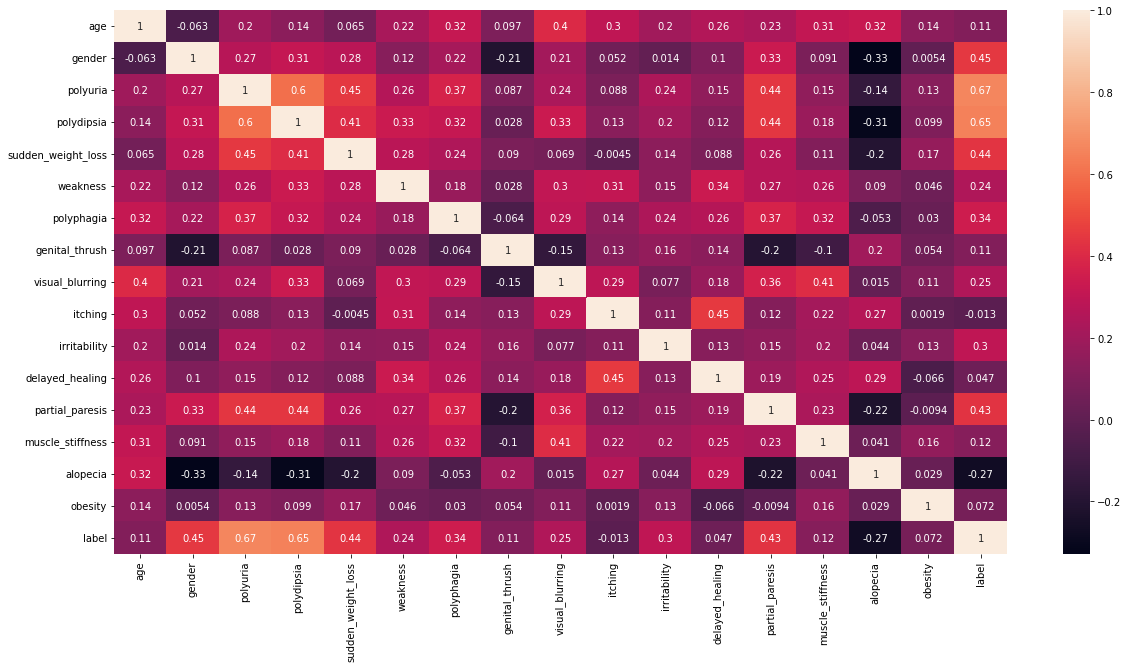 age 1 -0.063 0.2 0.14 0.065 0.22 0.32 0.097 0.4 0.3 0.2 0.26 0.23 0.31 0.32 0.14 0.11
gender -0.063 1 0.27 0.31 0.28 0.12 0.22 -0.21 0.21 0.052 0.014 0.1 0.33 0.091 -0.33 0.0054 0.45
polyuria 0.2 0.27 1 0.6 0.45 0.26 0.37 0.087 0.24 0.088 0.24 0.15 0.44 0.15 -0.14 0.13 0.67
polydipsia 0.14 0.31 0.6 1 0.41 0.33 0.32 0.028 0.33 0.13 0.2 0.12 0.44 0.18 -0.31 0.099 0.65
sudden_weight_loss 0.065 0.28 0.45 0.41 1 0.28 0.24 0.09 0.069 -0.0045 0.14 0.088 0.26 0.11 -0.2 0.17 0.44
weakness 0.22 0.12 0.26 0.33 0.28 1 0.18 0.028 0.3 0.31 0.15 0.34 0.27 0.26 0.09 0.046 0.24
polyphagia 0.32 0.22 0.37 0.32 0.24 0.18 1 -0.064 0.29 0.14 0.24 0.26 0.37 0.32 -0.053 0.03 0.34
genital_thrush 0.097 -0.21 0.087 0.028 0.09 0.028 -0.064 1 -0.15 0.13 0.16 0.14 -0.2 -0.1 0.2 0.054 0.11
visual_blurring 0.4 0.21 0.24 0.33 0.069 0.3 0.29 -0.15 1 0.29 0.077 0.18 0.36 0.41 0.015 0.11 0.25
itching 0.3 0.052 0.088 0.13 -0.0045 0.31 0.14 0.13 0.29 1 0.11 0.45 0.12 0.22 0.27 0.0019 -0.013
irritability 0.2 0.014 0.24 0.2 0.14 0.15 0.24 0.16 0.077 0.11 1 0.13 0.15 0.2 0.044 0.13 0.3
delayed_healing 0.26 0.1 0.15 0.12 0.088 0.34 0.26 0.14 0.18 0.45 0.13 1 0.19 0.25 0.29 -0.066 0.047
partial_paresis 0.23 0.33 0.44 0.44 0.26 0.27 0.37 -0.2 0.36 0.12 0.15 0.19 1 0.23 -0.22 -0.0094 0.43
muscle_stiffness 0.31 0.091 0.15 0.18 0.11 0.26 0.32 -0.1 0.41 0.22 0.2 0.25 0.23 1 0.041 0.16 0.12
alopecia 0.32 -0.33 -0.14 -0.31 -0.2 0.09 -0.053 0.2 0.015 0.27 0.044 0.29 -0.22 0.041 1 0.029 -0.27
obesity 0.14 0.0054 0.13 0.099 0.17 0.046 0.03 0.054 0.11 0.0019 0.13 -0.066 -0.0094 0.16 0.029 1 0.072
label 0.11 0.45 0.67 0.65 0.44 0.24 0.34 0.11 0.25 -0.013 0.3 0.047 0.43 0.12 -0.27 0.072 1
age
gender
polyuria
polydipsia
sudden_weight_loss
weakness
polyphagia
genital_thrush
visual_blurring
itching
irritability
delayed_healing
partial_paresis
muscle_stiffness
alopecia
obesity
label
1.0
0.8
0.6
0.4
0.2
0.0
−0.2